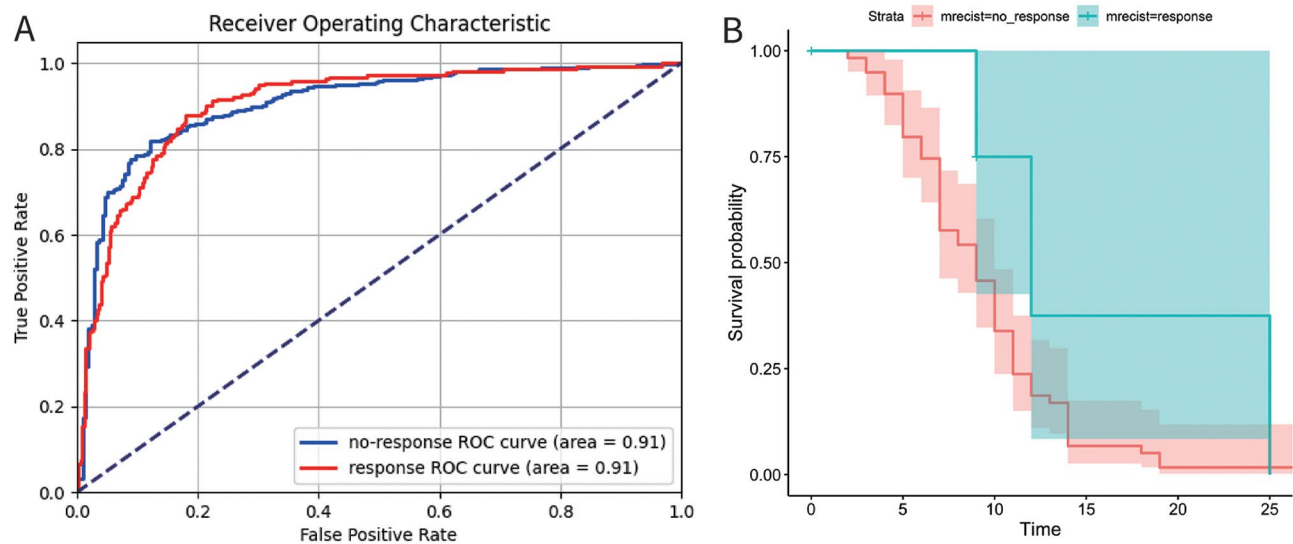 A
Receiver Operating Characteristic
True Positive Rate
1.0
0.8
0.6
0.4
0.2
0.0
0.0 0.2 0.4 0.6 0.8 1.0
False Positive Rate
no-response ROC curve (area = 0.91)
response ROC curve (area = 0.91)
B
Strata mrecist=no_response mrecist=response
Survival probability
1.00
0.75
0.50
0.25
0.00
0 5 10 15 20 25
Time